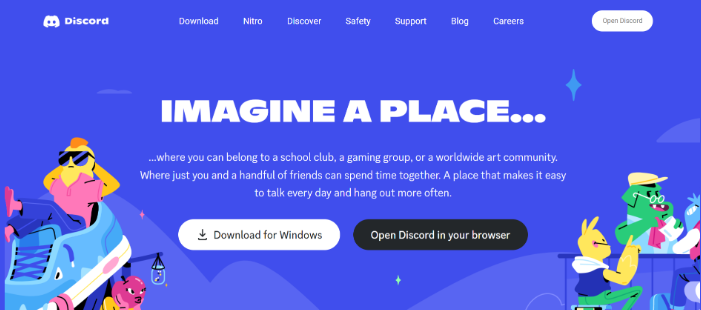 Discord
Download Nitro Discover Safety Support Blog Careers
Open Discord
IMAGINE A PLACE...
...where you can belong to a school club, a gaming group, or a worldwide art community.
Where just you and a handful of friends can spend time together. A place that makes it easy
to talk every day and hang out more often.
Download for Windows
Open Discord in your browser